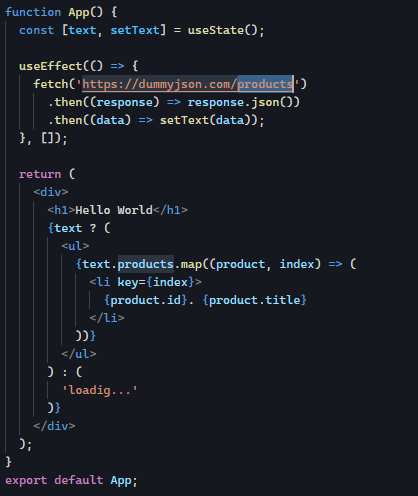 function App() {
const [text, setText] = useState();
useEffect(() => {
fetch('https://dummyjson.com/products')
.then((response) => response.json())
.then((data) => setText(data));
}, []);
return (
<div>
<h1>Hello World</h1>
{text ? (
<ul>
{text.products.map((product, index) => (
<li key={index}>
{product.id}. {product.title}
</li>
))}
</ul>
) : (
'loadig...'
)}
</div>
);
}
export default App;